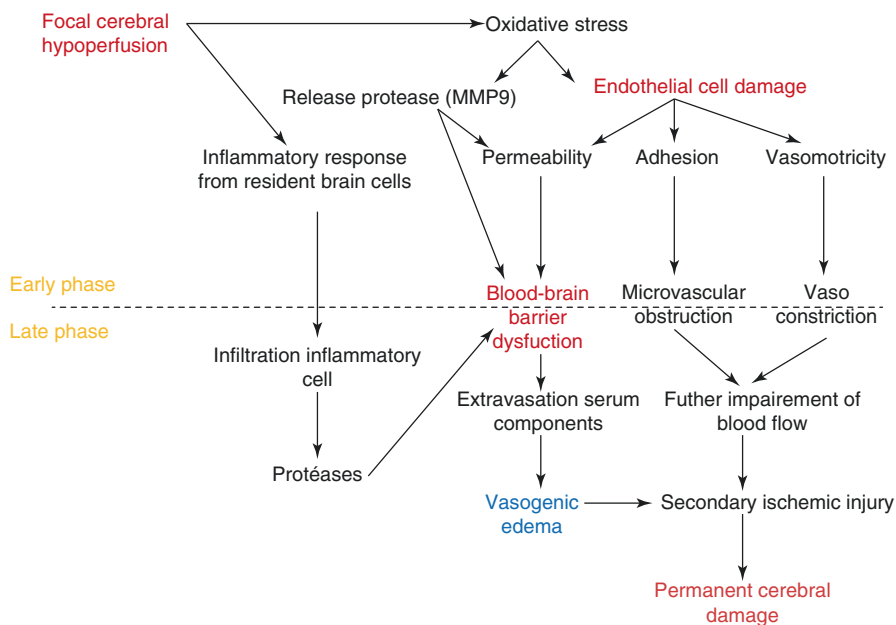 Focal cerebral
hypoperfusion
Oxidative stress
Release protease (MMP9)
Endothelial cell damage
Inflammatory response
from resident brain cells
Permeability
Adhesion
Vasomotricity
Early phase
Late phase
Blood-brain
barrier
dysfuction
Microvascular
obstruction
Vaso
constriction
Infiltration inflammatory
cell
Extravasation serum
components
Futher impairement of
blood flow
Protéases
Vasogenic
edema
Secondary ischemic injury
Permanent cerebral
damage